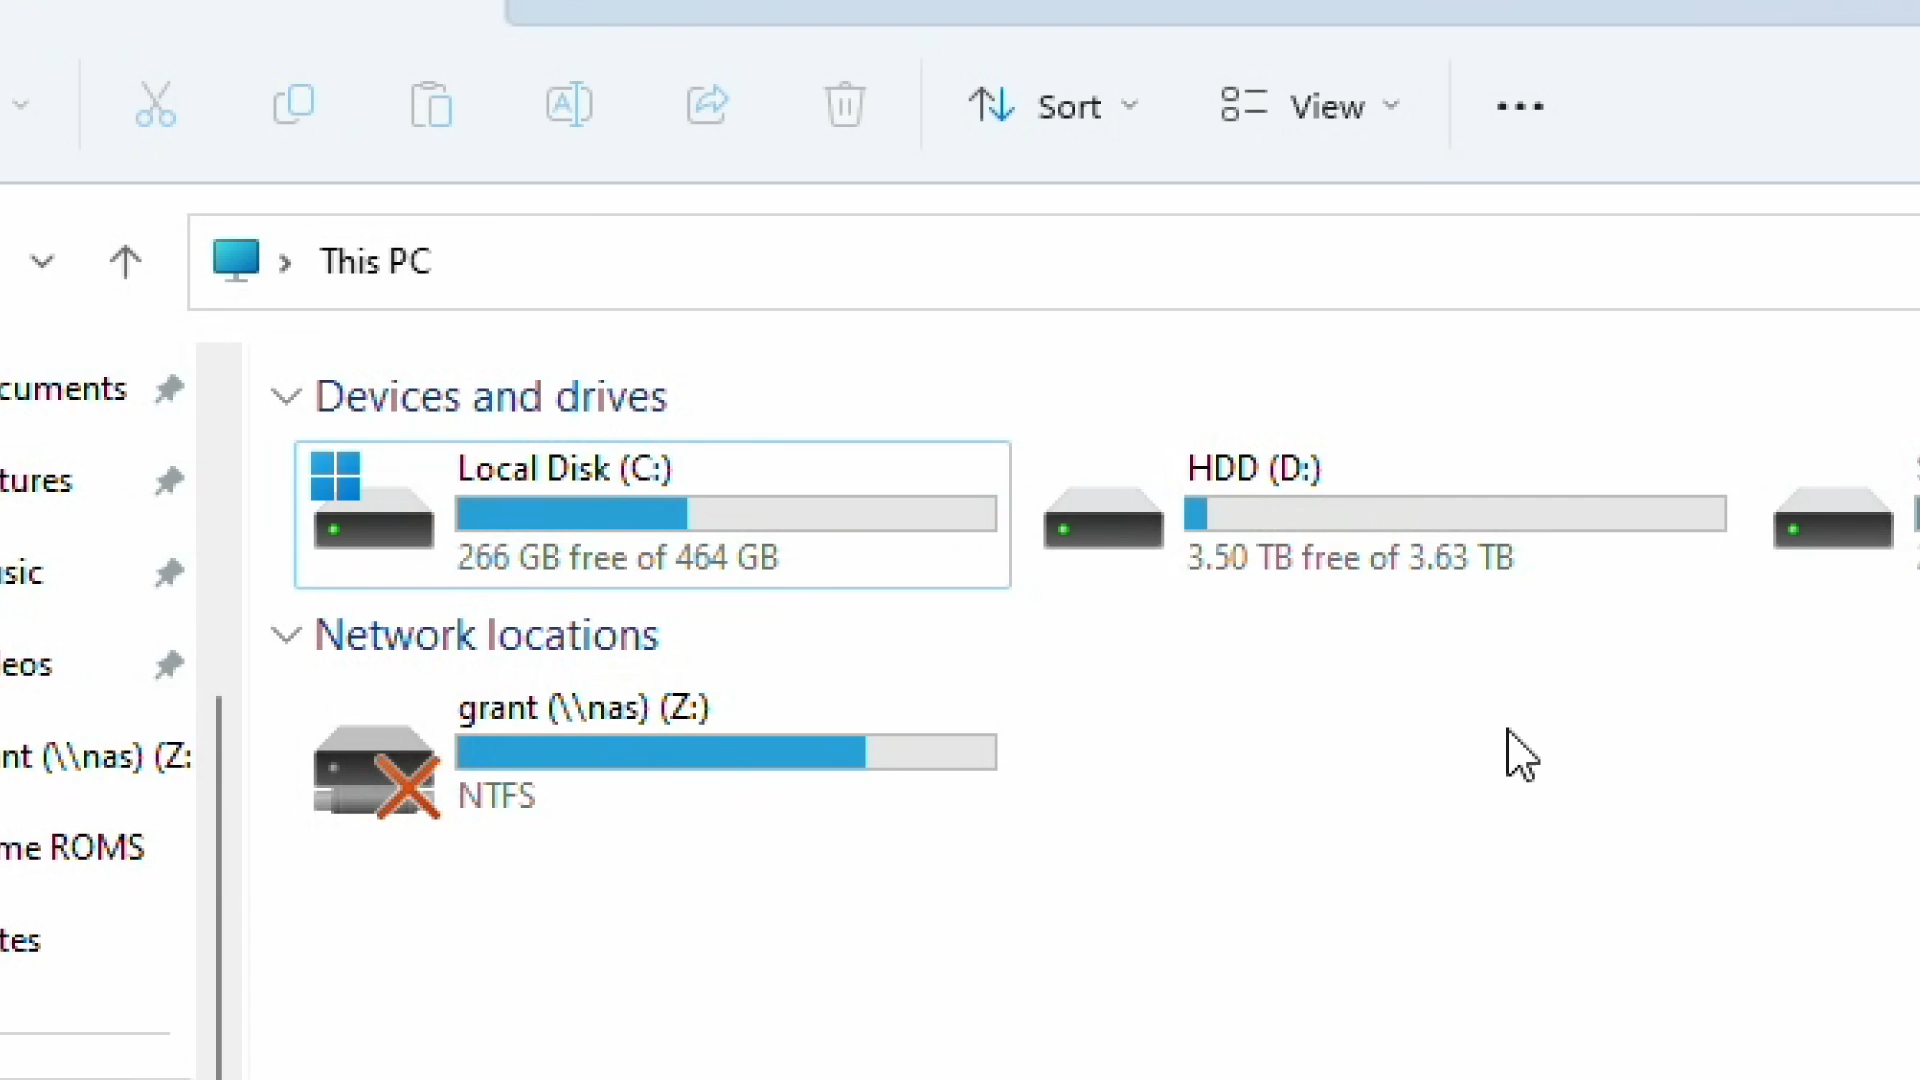 Sort
View
This PC
cuments
Devices and drives
Local Disk (C:)
HDD (D:)
tures
266 GB free of 464 GB
3.50 TB free of 3.63 TB
sic
Network locations
eos
grant (\\nas) (Z:)
nt (\\nas) (Z:
NTFS
me ROMS
tes